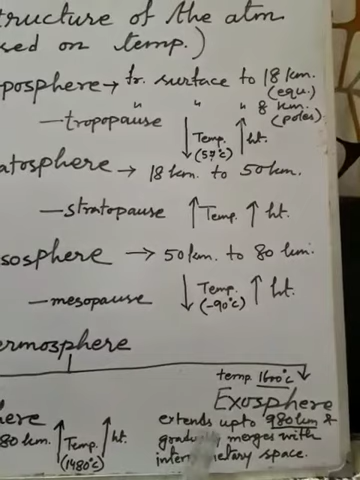 tructure of the atm
sed on temp.)
oposphere → fr. surface to 18 km. (equ.)
" " " 8 km. (poles)
— tropopause ↓ Temp. (57°c) ↑ ht.
atosphere → 18 km. to 50 km.
— stratopause ↑ Temp. ↑ ht.
sosphere → 50 km. to 80 km.
— mesopause ↓ Temp. (-90°c) ↑ ht.
ermosphere
temp. 1600°c ↓
here Exosphere
80 km. ↑ Temp. (1480°c) ↑ ht.
extends upto 980 km &
merges with
space.